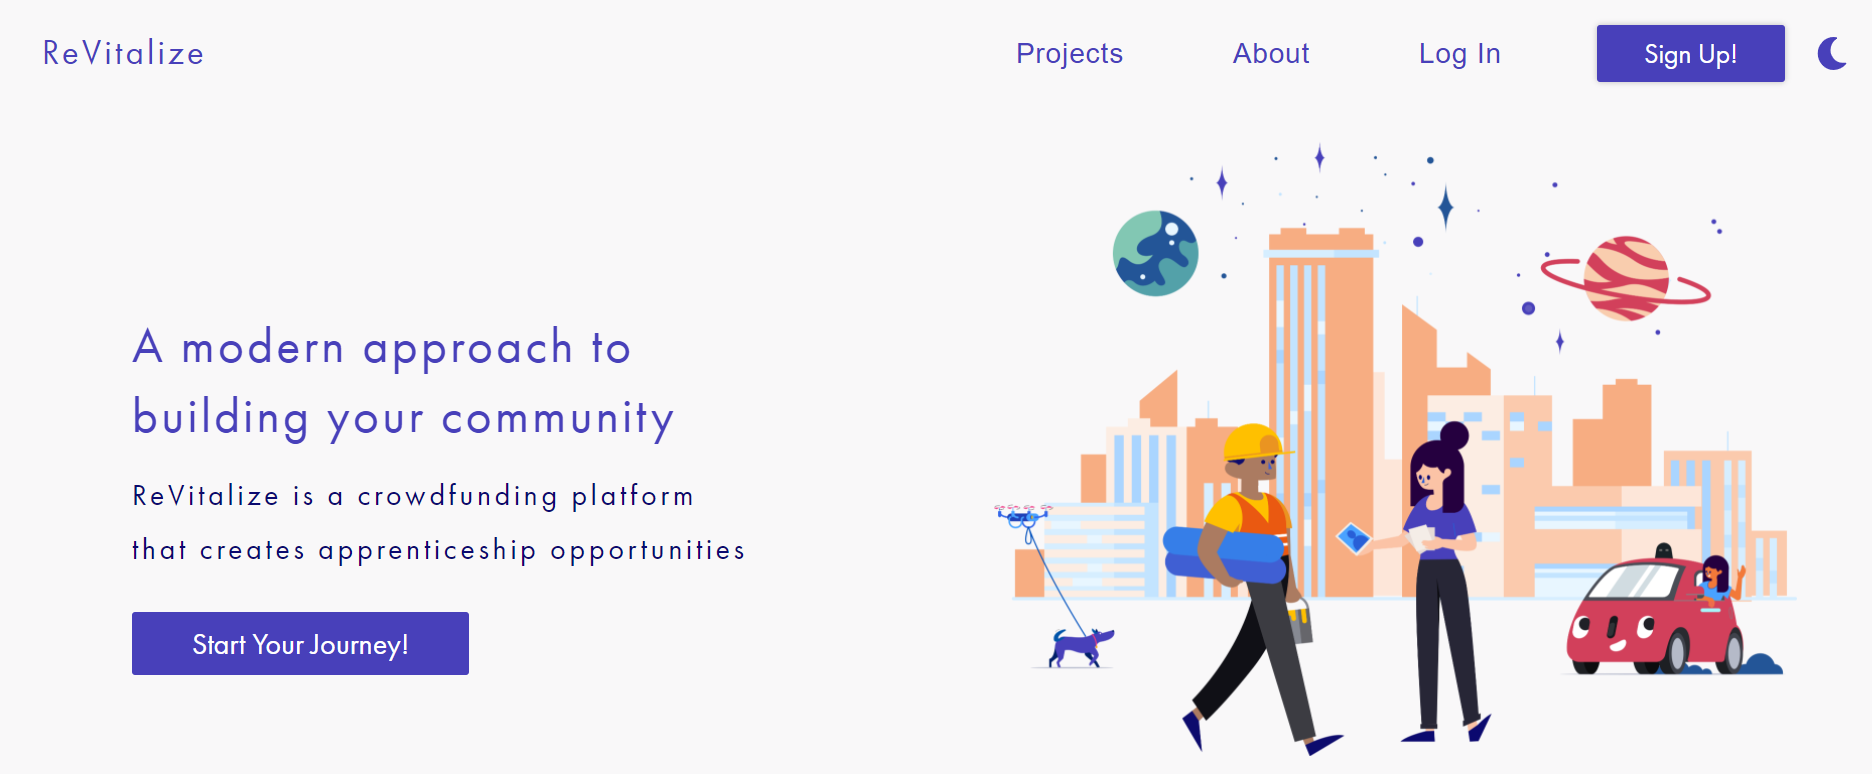 ReVitalize
Projects
About
Log In
Sign Up!
A modern approach to
building your community
ReVitalize is a crowdfunding platform
that creates apprenticeship opportunities
Start Your Journey!